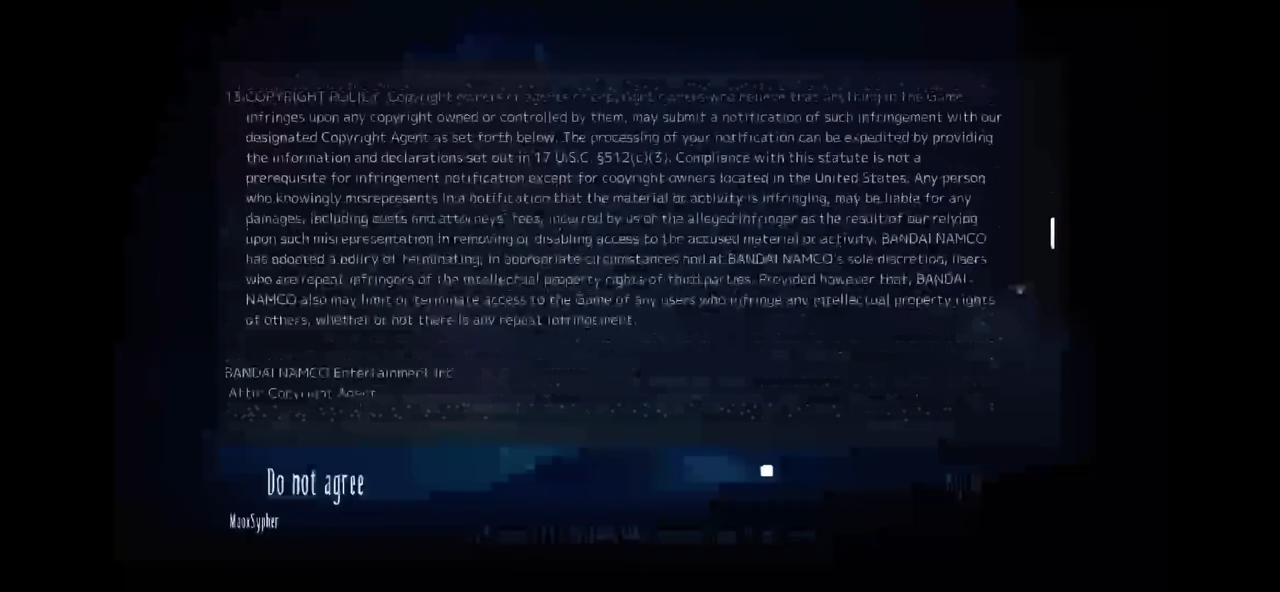 13. COPYRIGHT POLICY. Copyright owners or agents of copyright owners who believe that anything in the Game
infringes upon any copyright owned or controlled by them, may submit a notification of such infringement with our
designated Copyright Agent as set forth below. The processing of your notification can be expedited by providing
the information and declarations set out in 17 U.S.C. §512(c)(3). Compliance with this statute is not a
prerequisite for infringement notification except for copyright owners located in the United States. Any person
who knowingly misrepresents in a notification that the material or activity is infringing, may be liable for any
damages, including costs and attorneys' fees, incurred by us or the alleged infringer as the result of our relying
upon such misrepresentation in removing or disabling access to the accused material or activity. BANDAI NAMCO
has adopted a policy of terminating, in appropriate circumstances and at BANDAI NAMCO's sole discretion, users
who are repeat infringers of the intellectual property rights of third parties. Provided however that, BANDAI
NAMCO also may limit or terminate access to the Game of any users who infringe any intellectual property rights
of others, whether or not there is any repeat infringement.
BANDAI NAMCO Entertainment Inc
Attn: Copyright Agent
Do not agree
MaoxSypher